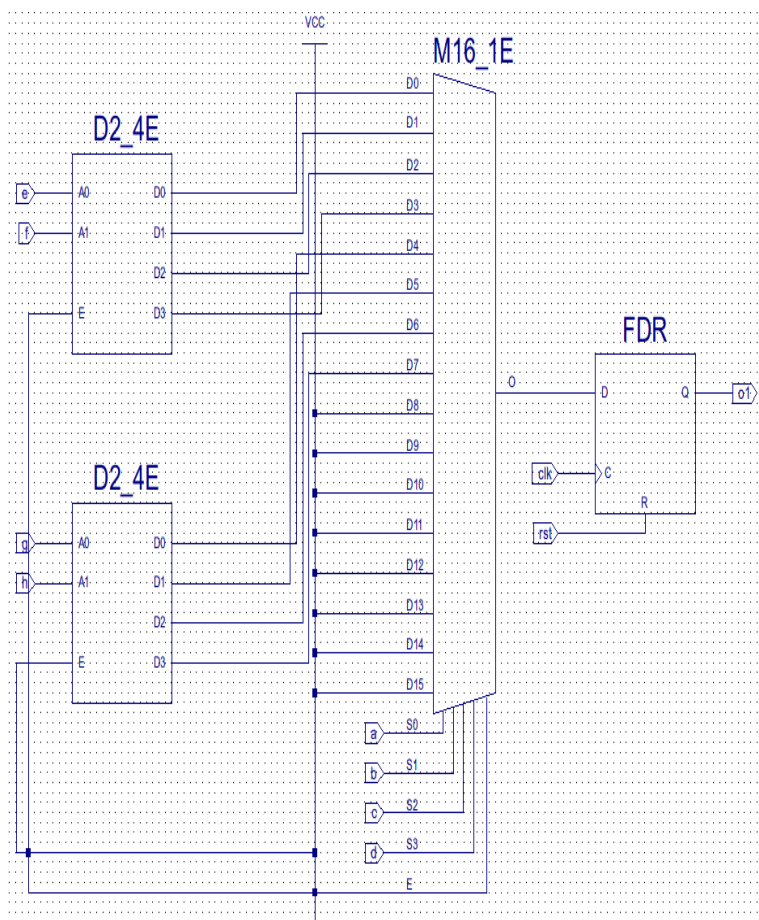 VCC
M16_1E
D0
D1
D2
D3
D4
D5
D6
D7
D8
D9
D10
D11
D12
D13
D14
D15
S0
S1
S2
S3
E
O
a
b
c
d
D2_4E
e
f
A0
A1
E
D0
D1
D2
D3
D2_4E
g
h
A0
A1
E
D0
D1
D2
D3
FDR
D
Q
C
R
clk
rst
o1